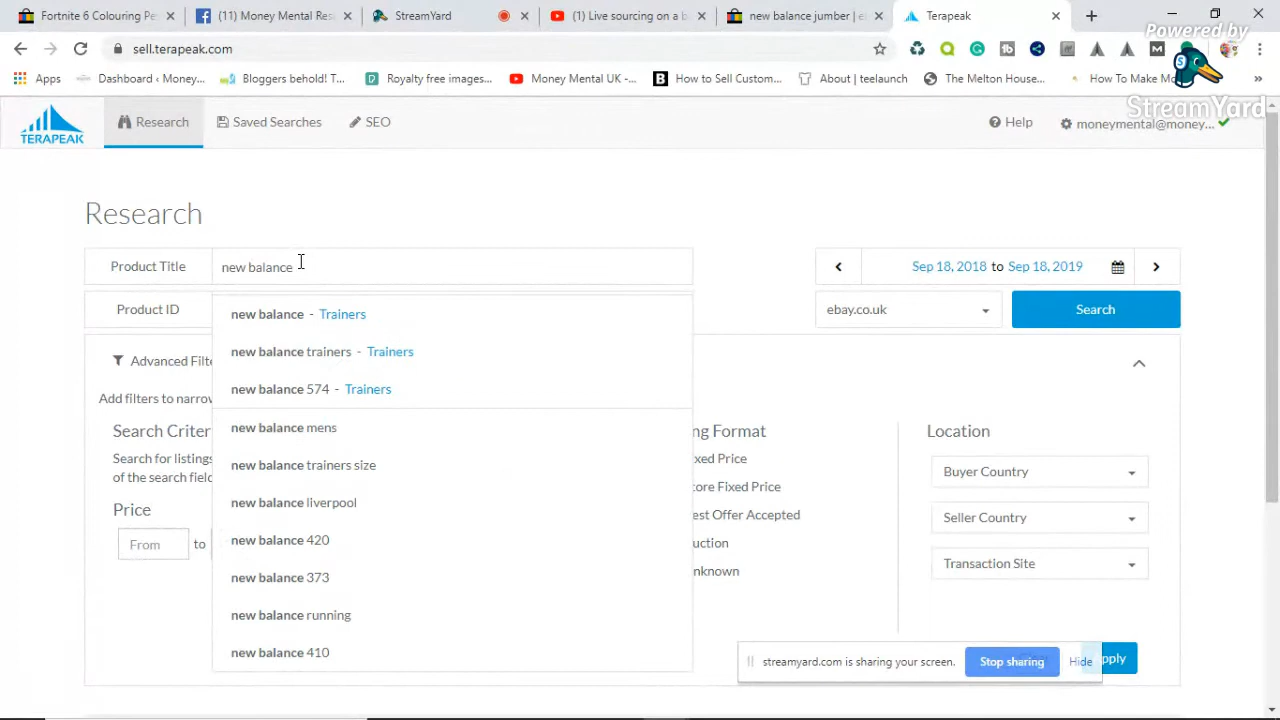 6 Fortnite 6 Colouring Pe
(11) Money Mental Res
StreamYard
(1) Live sourcing on a b
new balance jumber | e
Terapeak
Powered by
StreamYard
sell.terapeak.com
Apps
Dashboard ‹ Money...
Bloggers behold! T...
Royalty free images...
Money Mental UK -...
How to Sell Custom...
About | teelaunch
The Melton House...
How To Make Mo
»
TERAPEAK
Research
Saved Searches
SEO
Help
moneymental@money...
Research
Product Title
new balance
Sep 18, 2018 to Sep 18, 2019
Product ID
ebay.co.uk
Search
new balance - Trainers
new balance trainers - Trainers
new balance 574 - Trainers
new balance mens
new balance trainers size
new balance liverpool
new balance 420
new balance 373
new balance running
new balance 410
Advanced Filte
Add filters to narrow
Search Criter
Search for listings
of the search field
Price
From
to
ng Format
xed Price
ore Fixed Price
est Offer Accepted
uction
nknown
Location
Buyer Country
Seller Country
Transaction Site
streamyard.com is sharing your screen.
Stop sharing
Hide
pply